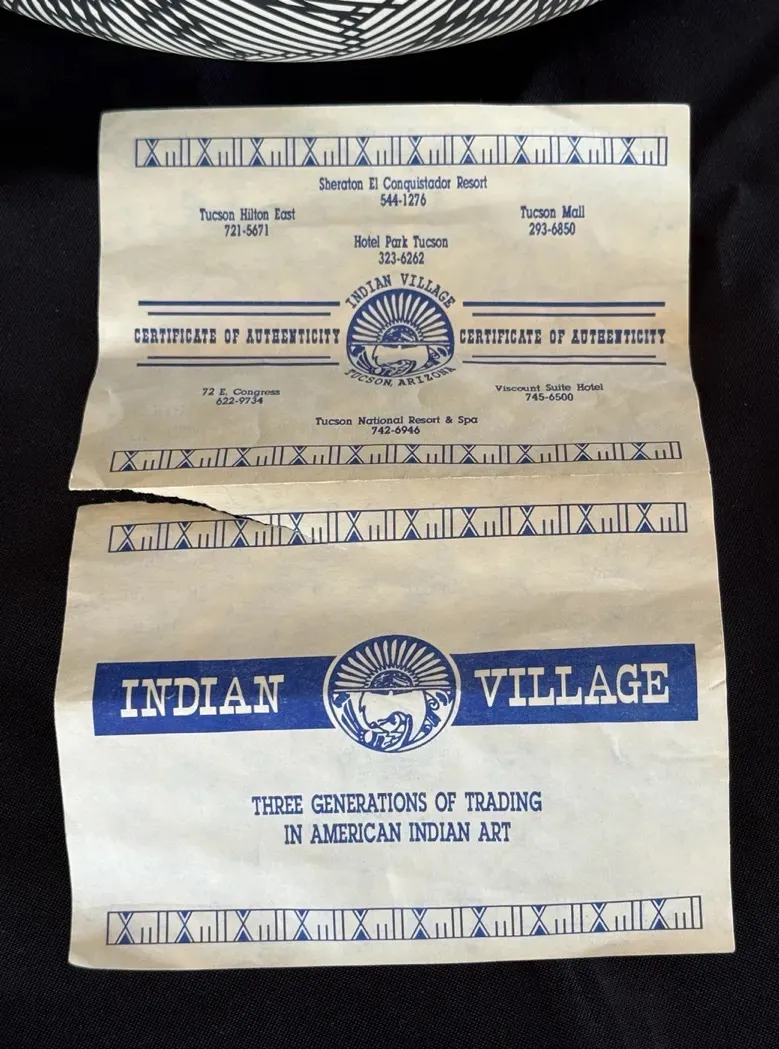 Sheraton El Conquistador Resort
544-1276
Tucson Hilton East
721-5671
Tucson Mall
293-6850
Hotel Park Tucson
323-6262
INDIAN VILLAGE
CERTIFICATE OF AUTHENTICITY
CERTIFICATE OF AUTHENTICITY
TUCSON, ARIZONA
72 E. Congress
622-9734
Viscount Suite Hotel
745-6500
Tucson National Resort & Spa
742-6946
INDIAN VILLAGE
THREE GENERATIONS OF TRADING
IN AMERICAN INDIAN ART